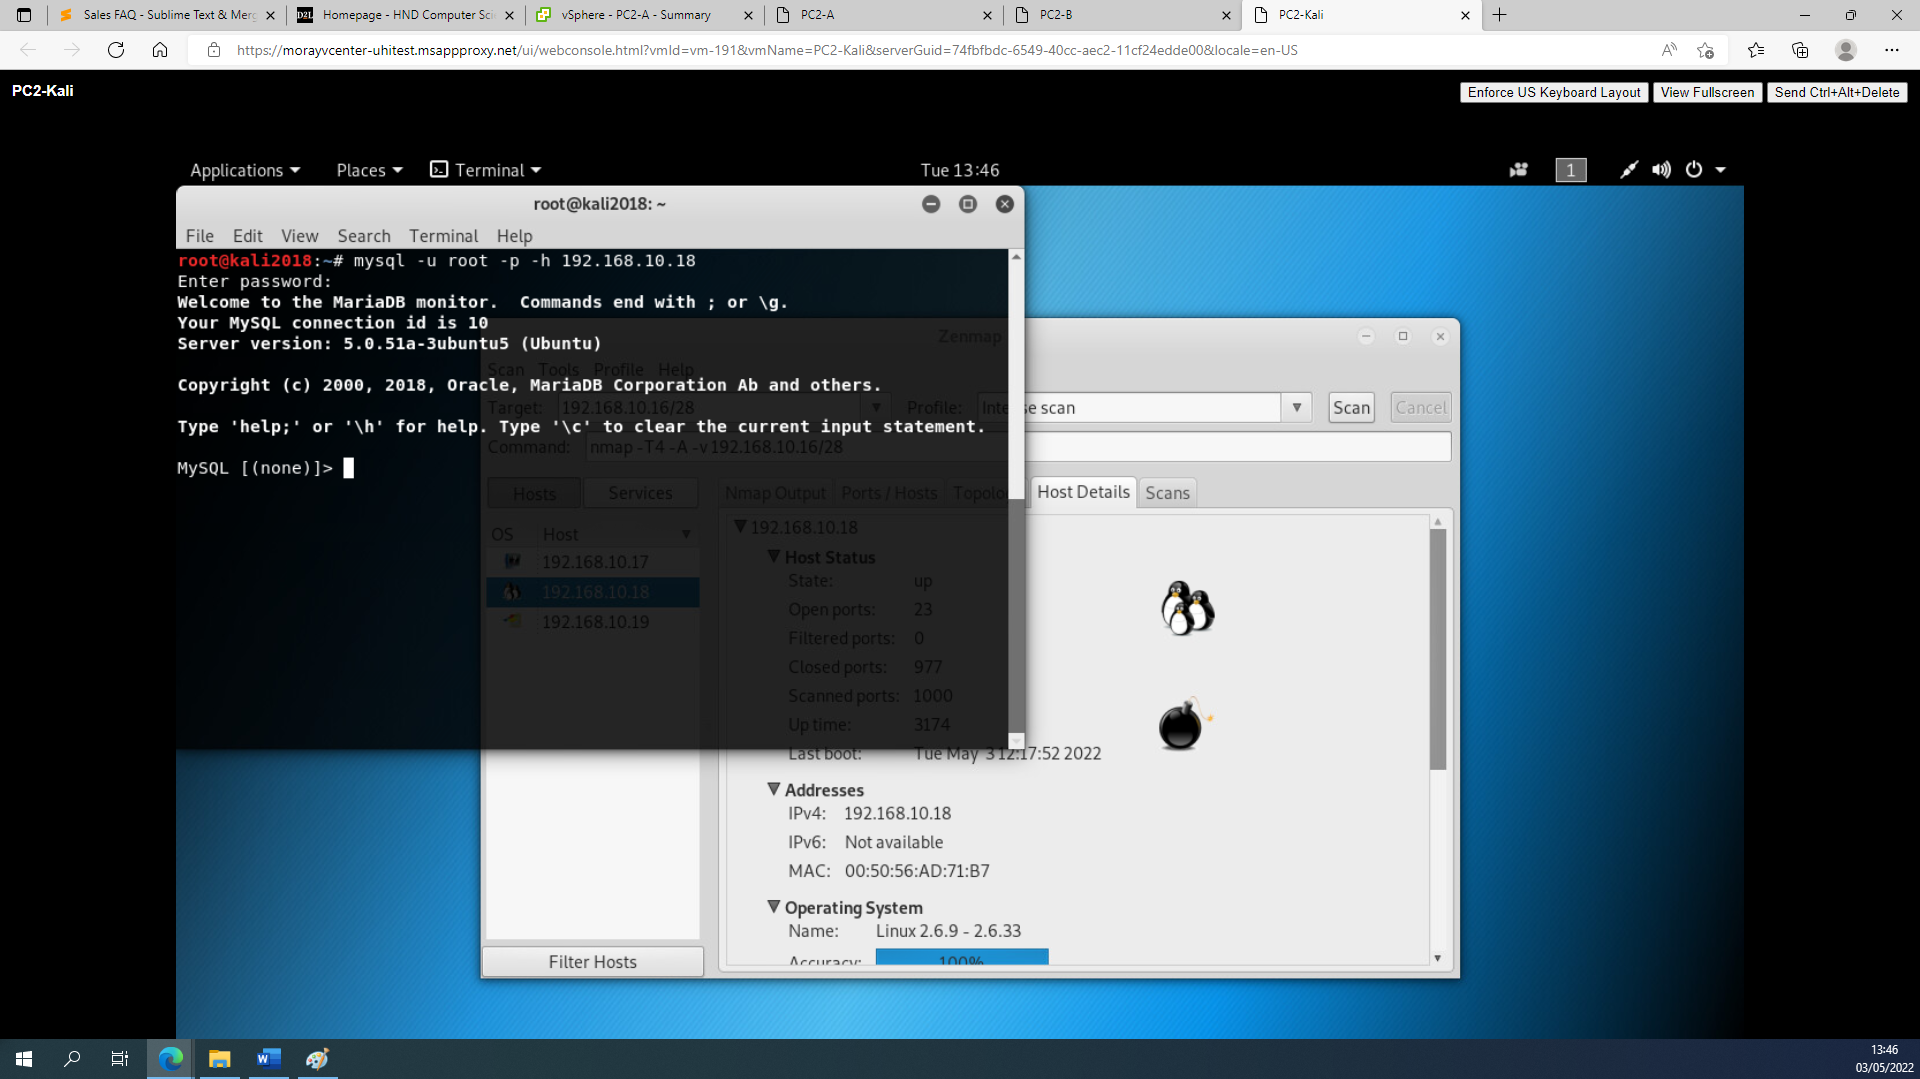 Sales FAQ - Sublime Text & Merg
D2L
Homepage - HND Computer Sci
vSphere - PC2-A - Summary
PC2-A
PC2-B
PC2-Kali
https://morayvcenter-uhitest.msappproxy.net/ui/webconsole.html?vmId=vm-191&vmName=PC2-Kali&serverGuid=74fbfbdc-6549-40cc-aec2-11cf24edde00&locale=en-US
PC2-Kali
Enforce US Keyboard Layout
View Fullscreen
Send Ctrl+Alt+Delete
Applications
Places
Terminal
Tue 13:46
1
root@kali2018: ~
File Edit View Search Terminal Help
root@kali2018:~# mysql -u root -p -h 192.168.10.18
Enter password:
Welcome to the MariaDB monitor.  Commands end with ; or \g.
Your MySQL connection id is 10
Server version: 5.0.51a-3ubuntu5 (Ubuntu)
Copyright (c) 2000, 2018, Oracle, MariaDB Corporation Ab and others.
Type 'help;' or '\h' for help. Type '\c' to clear the current input statement.
MySQL [(none)]>
Zenmap
Scan Tools Profile Help
Target: 192.168.10.16/28
Profile: Intense scan
Scan
Cancel
Command: nmap -T4 -A -v 192.168.10.16/28
Hosts
Services
Nmap Output
Ports / Hosts
Topolo
Host Details
Scans
OS Host
192.168.10.17
192.168.10.18
192.168.10.19
Filter Hosts
192.168.10.18
Host Status
State: up
Open ports: 23
Filtered ports: 0
Closed ports: 977
Scanned ports: 1000
Up time: 3174
Last boot: Tue May 3 12:17:52 2022
Addresses
IPv4: 192.168.10.18
IPv6: Not available
MAC: 00:50:56:AD:71:B7
Operating System
Name: Linux 2.6.9 - 2.6.33
Accuracy: 100%
13:46
03/05/2022